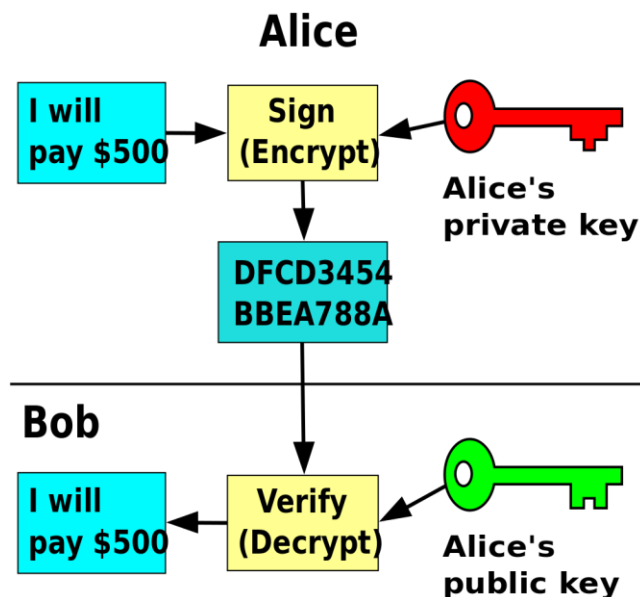 Alice
I will
pay $500
Sign
(Encrypt)
Alice's
private key
DFCD3454
BBEA788A
Bob
I will
pay $500
Verify
(Decrypt)
Alice's
public key